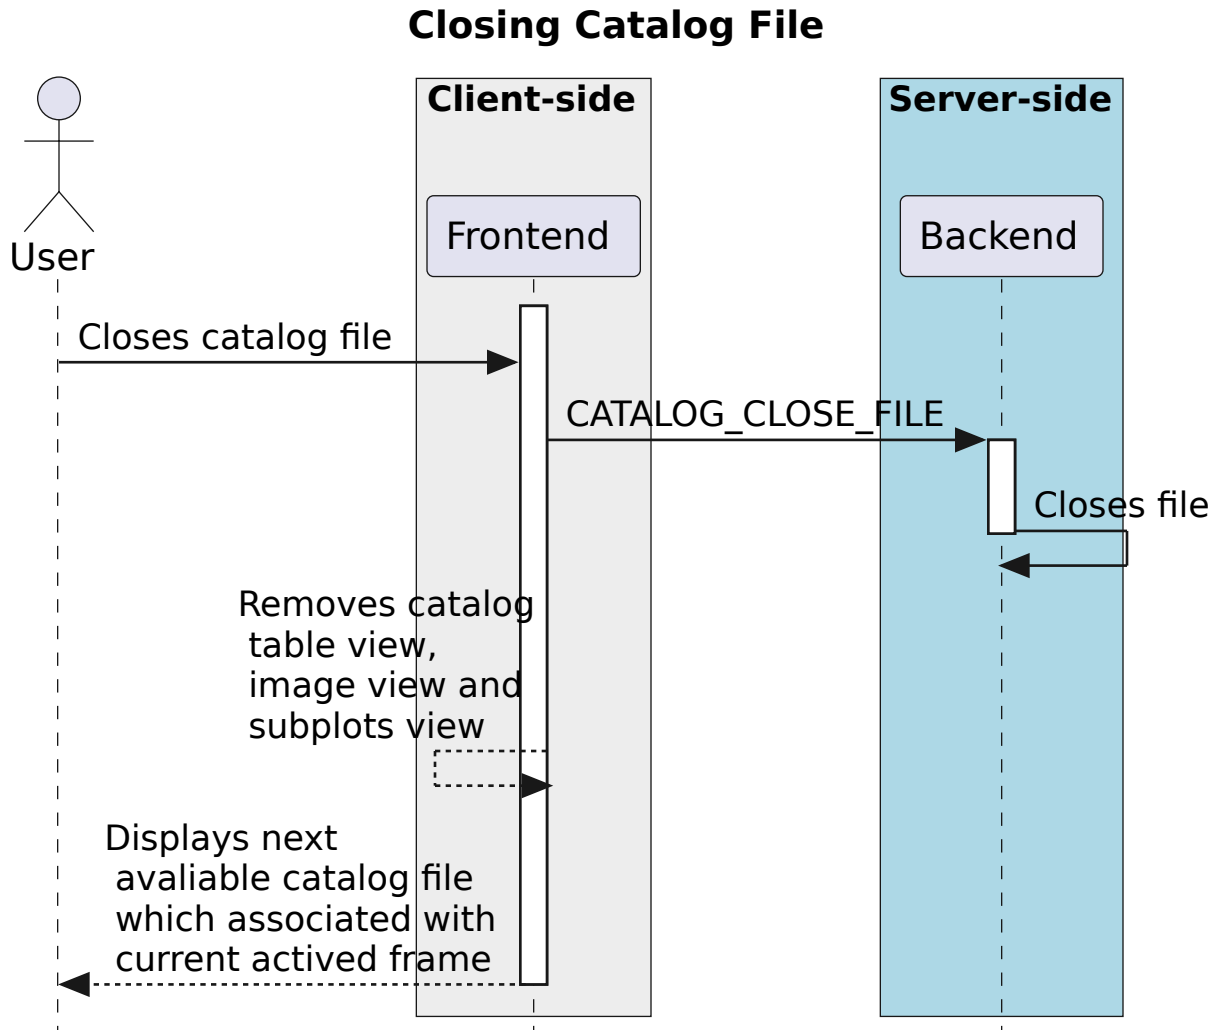 Closing Catalog File
Client-side
Server-side
User
Frontend
Backend
Closes catalog file
CATALOG_CLOSE_FILE
Closes file
Removes catalog
table view,
image view and
subplots view
Displays next
avaliable catalog file
which associated with
current actived frame